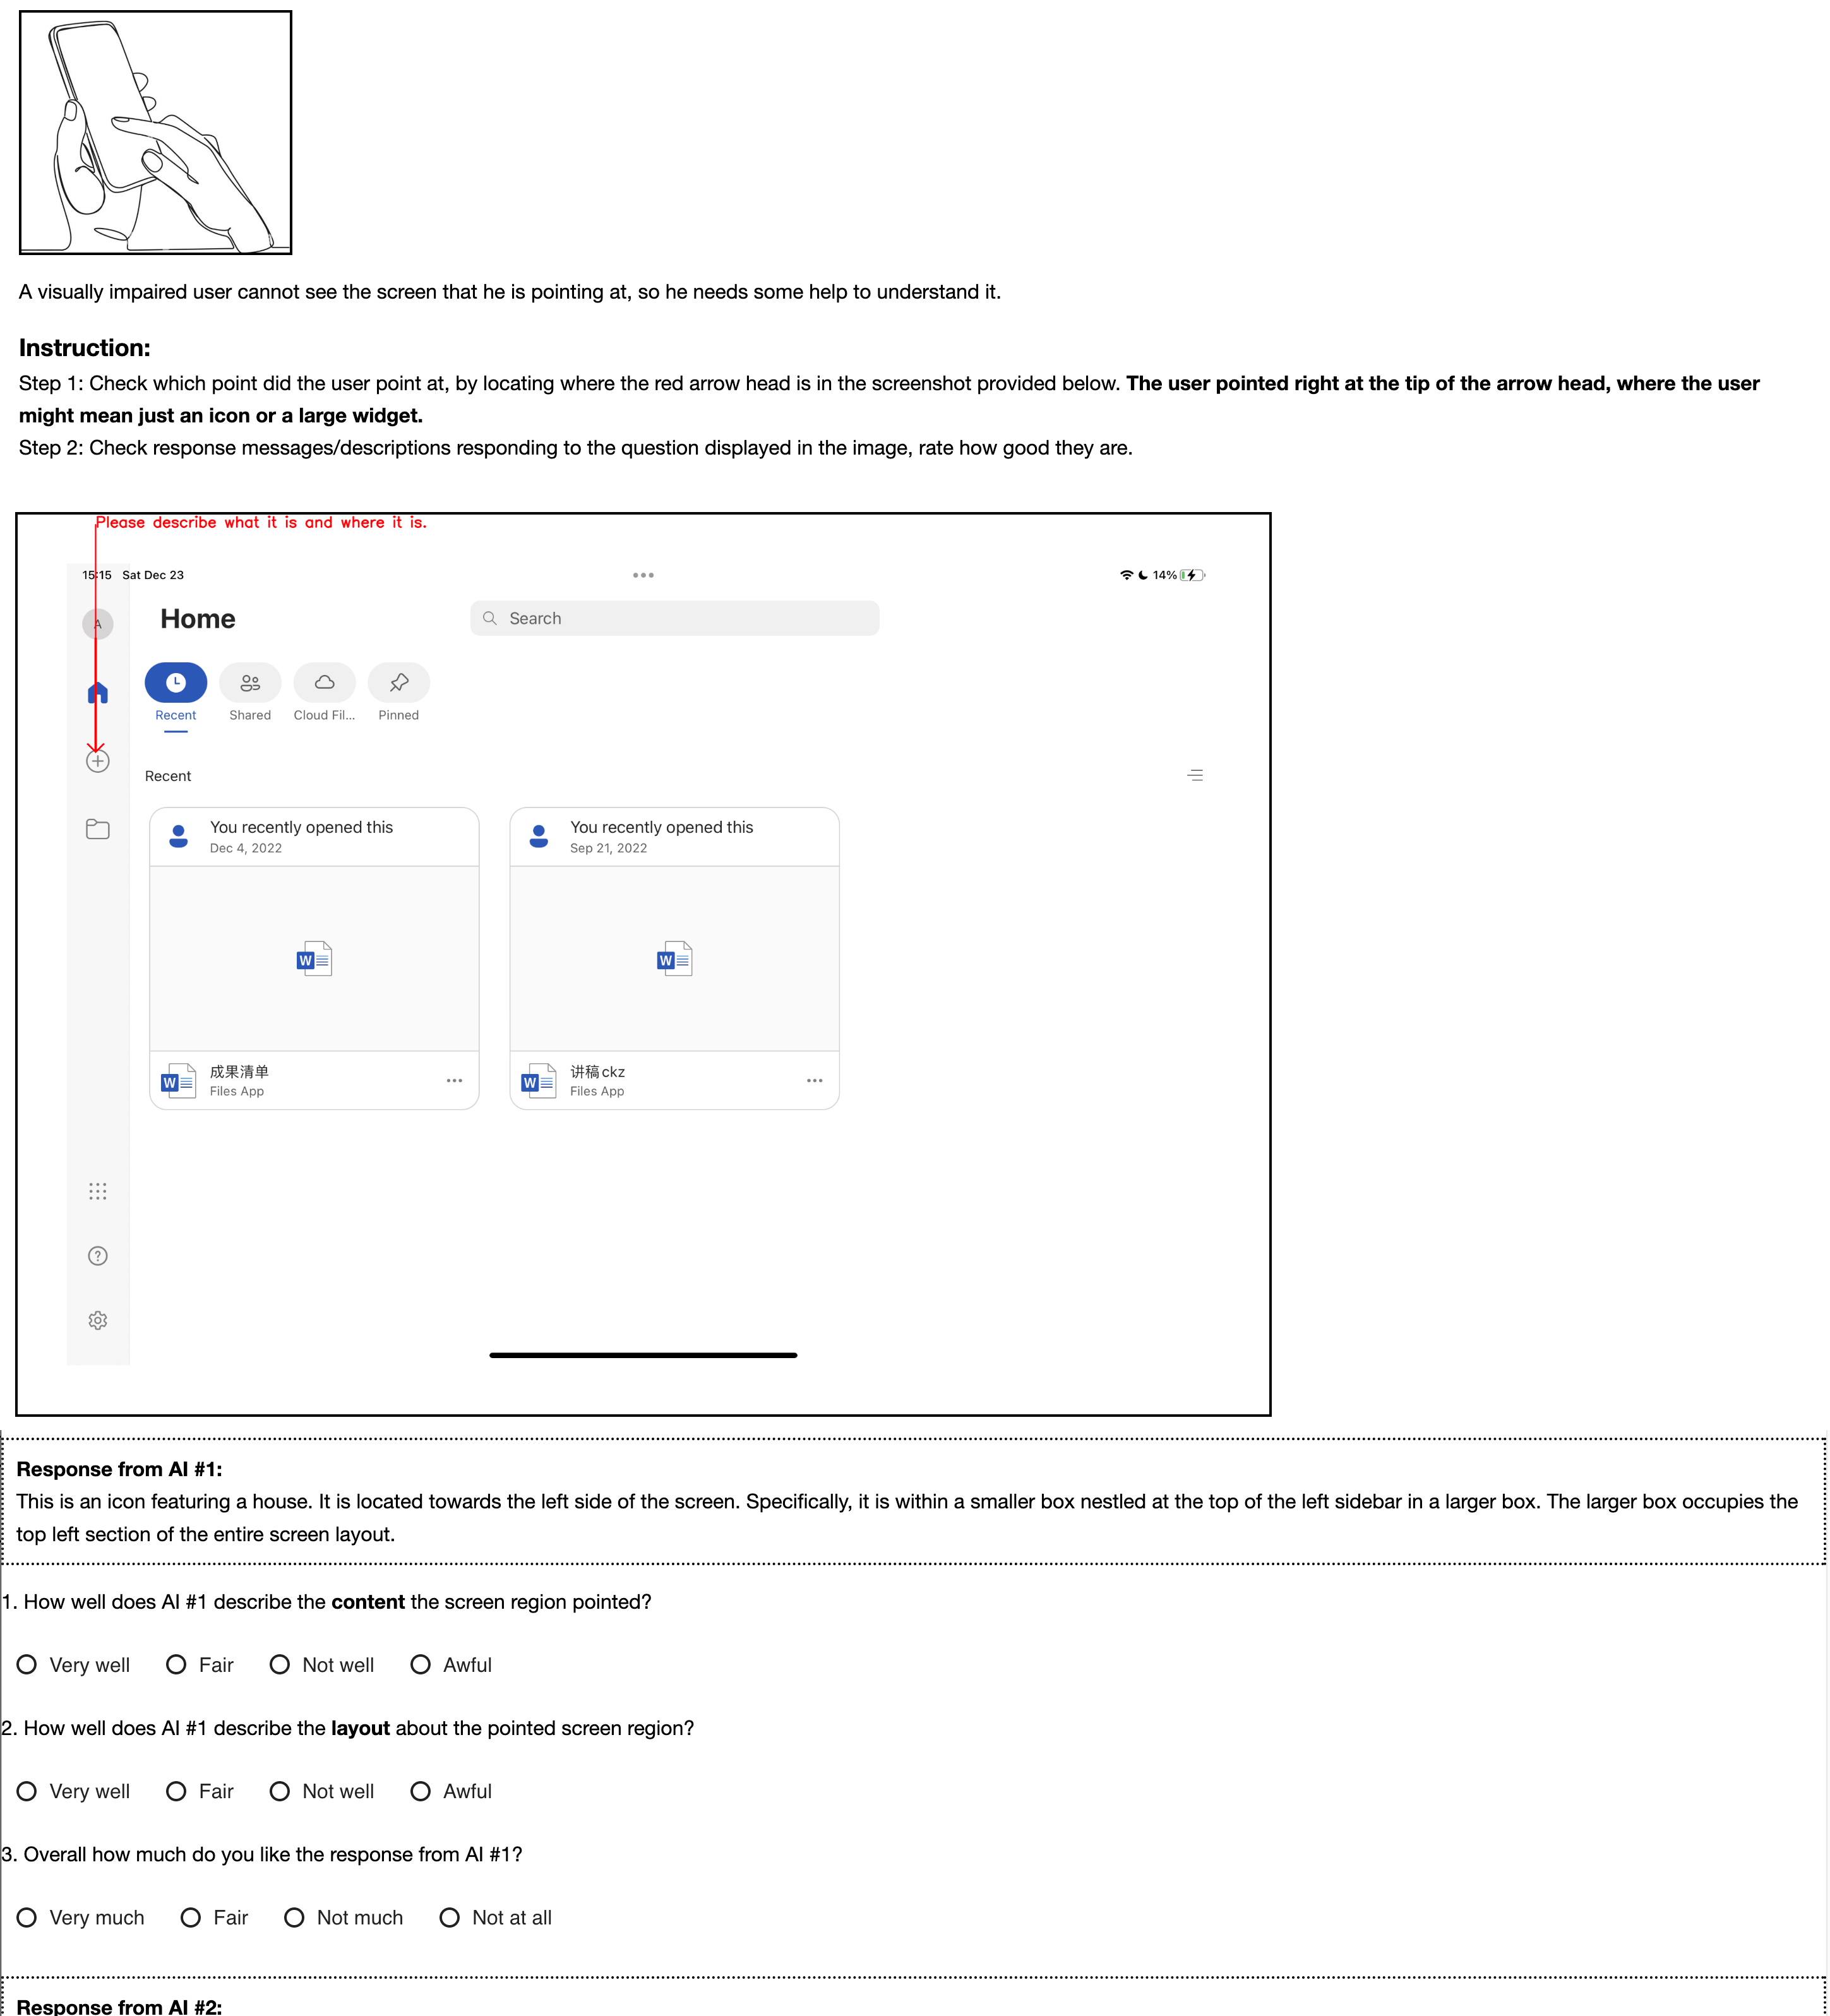 A visually impaired user cannot see the screen that he is pointing at, so he needs some help to understand it.
Instruction:
Step 1: Check which point did the user point at, by locating where the red arrow head is in the screenshot provided below. The user pointed right at the tip of the arrow head, where the user
might mean just an icon or a large widget.
Step 2: Check response messages/descriptions responding to the question displayed in the image, rate how good they are.
Please describe what it is and where it is.
15:15 Sat Dec 23
14%
A
Home
Search
Recent
Shared
Cloud Fil...
Pinned
Recent
You recently opened this
Dec 4, 2022
You recently opened this
Sep 21, 2022
W
W
W
成果清单
Files App
W
讲稿ckz
Files App
Response from AI #1:
This is an icon featuring a house. It is located towards the left side of the screen. Specifically, it is within a smaller box nestled at the top of the left sidebar in a larger box. The larger box occupies the
top left section of the entire screen layout.
1. How well does AI #1 describe the content the screen region pointed?
Very well Fair Not well Awful
2. How well does AI #1 describe the layout about the pointed screen region?
Very well Fair Not well Awful
3. Overall how much do you like the response from AI #1?
Very much Fair Not much Not at all
Response from AI #2: